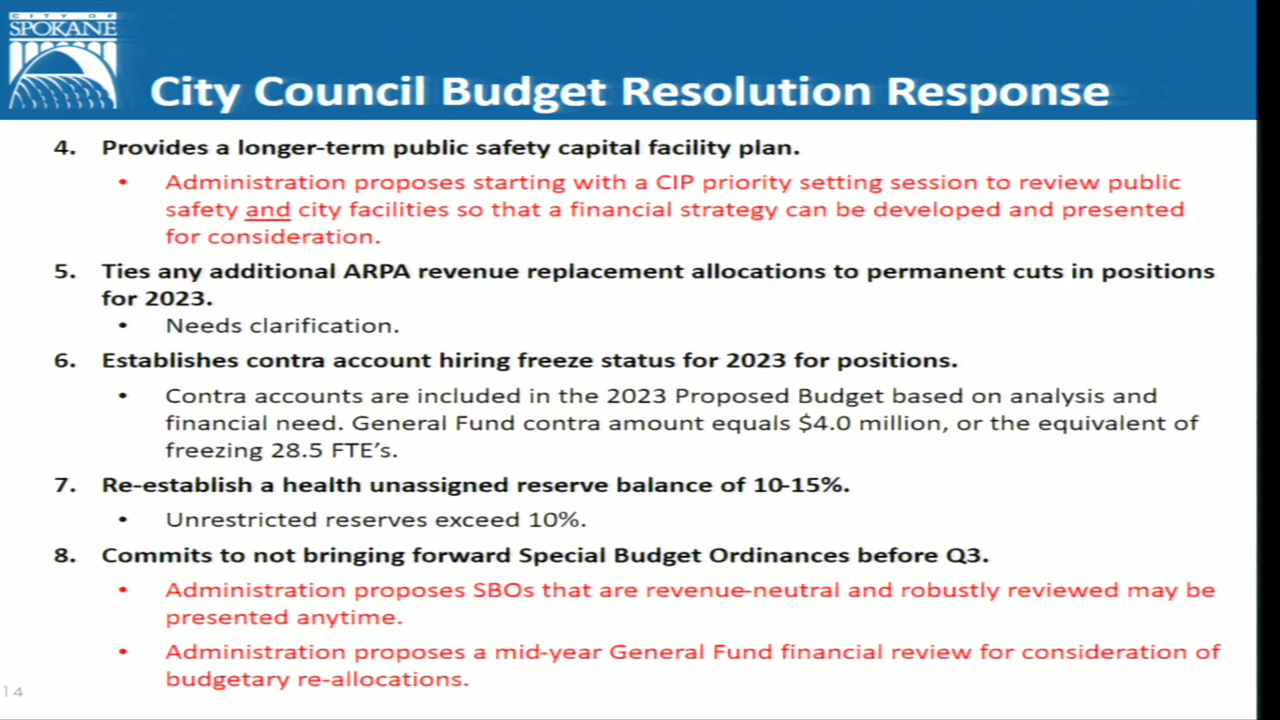 CITY OF
SPOKANE
City Council Budget Resolution Response
4. Provides a longer-term public safety capital facility plan.
• Administration proposes starting with a CIP priority setting session to review public
safety and city facilities so that a financial strategy can be developed and presented
for consideration.
5. Ties any additional ARPA revenue replacement allocations to permanent cuts in positions
for 2023.
• Needs clarification.
6. Establishes contra account hiring freeze status for 2023 for positions.
• Contra accounts are included in the 2023 Proposed Budget based on analysis and
financial need. General Fund contra amount equals $4.0 million, or the equivalent of
freezing 28.5 FTE's.
7. Re-establish a health unassigned reserve balance of 10-15%.
• Unrestricted reserves exceed 10%.
8. Commits to not bringing forward Special Budget Ordinances before Q3.
• Administration proposes SBOs that are revenue-neutral and robustly reviewed may be
presented anytime.
• Administration proposes a mid-year General Fund financial review for consideration of
budgetary re-allocations.
14